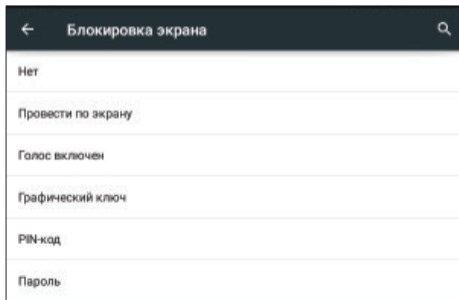 Блокировка экрана
Нет
Провести по экрану
Голос включен
Графический ключ
PIN-код
Пароль